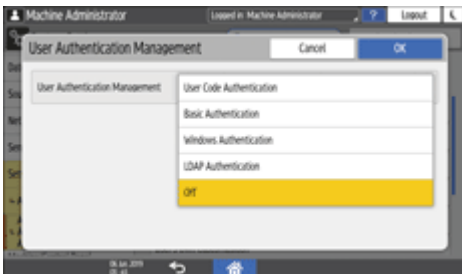 Machine Administrator
Logged in: Machine Administrator
?
Logout
User Authentication Management
Cancel
OK
User Authentication Management
User Code Authentication
Basic Authentication
Windows Authentication
LDAP Authentication
Off